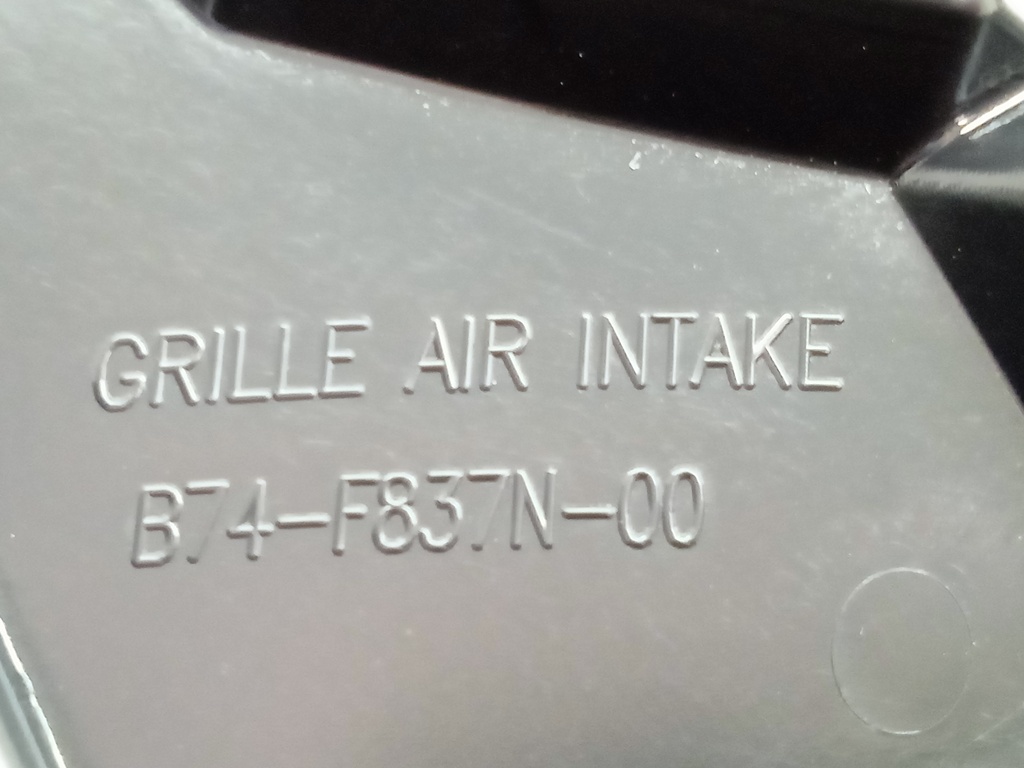 GRILLE AIR INTAKE
B74-F837N-00